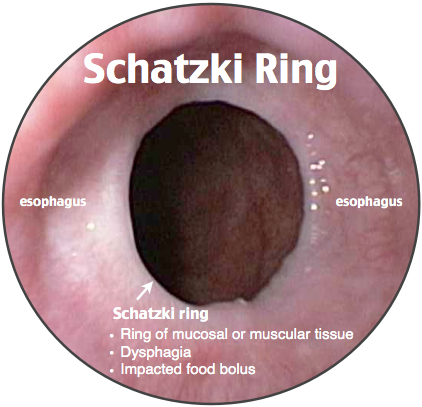 Schatzki Ring
esophagus
esophagus
Schatzki ring
• Ring of mucosal or muscular tissue
• Dysphagia
• Impacted food bolus